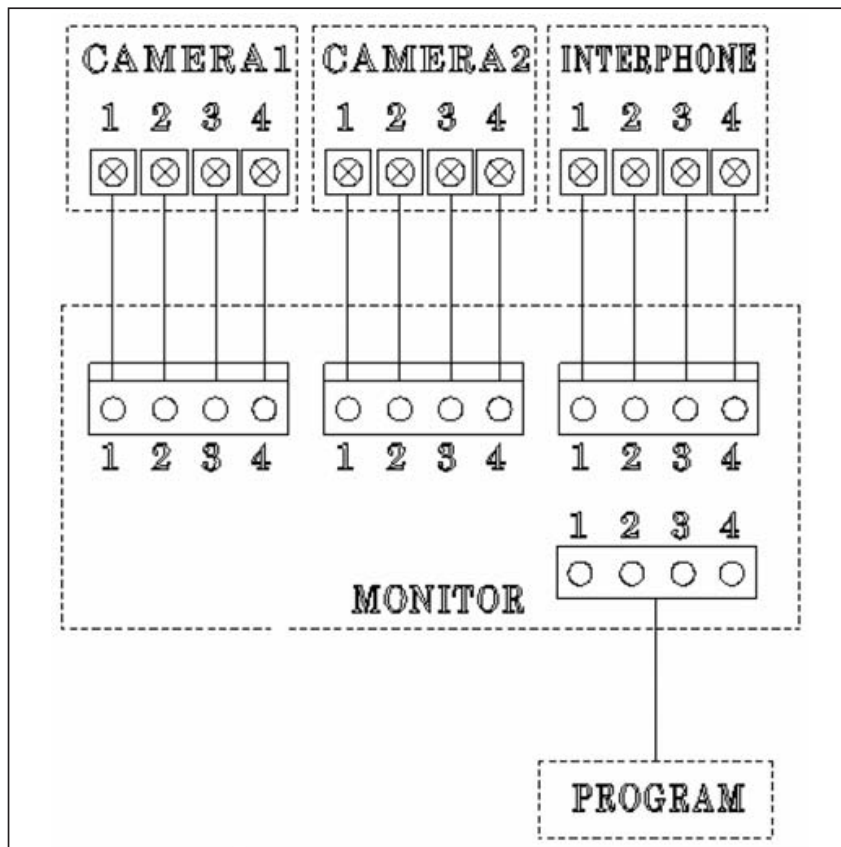 CAMERA1 CAMERA2 INTERPHONE
1 2 3 4 1 2 3 4 1 2 3 4
1 2 3 4 1 2 3 4 1 2 3 4
1 2 3 4
MONITOR
PROGRAM